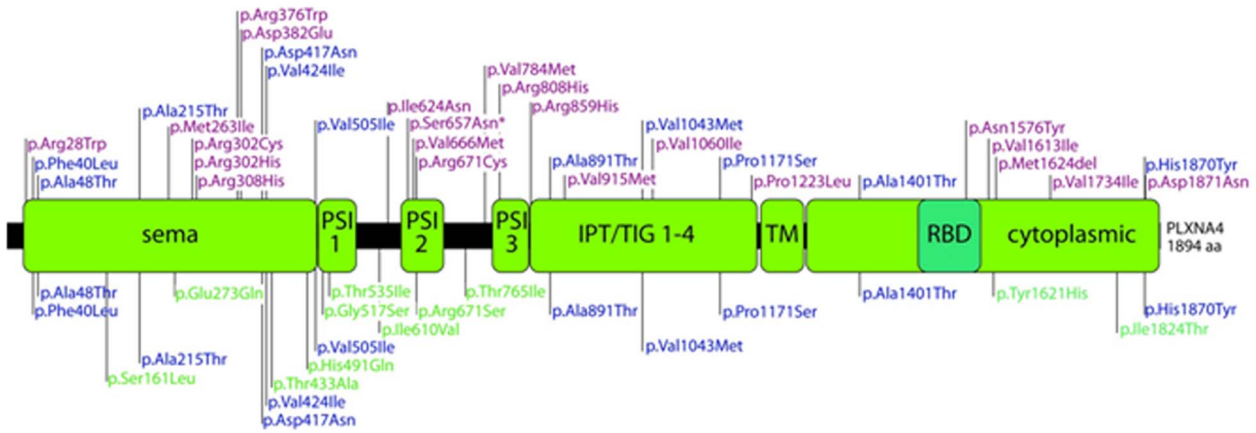 p.Arg376Trp
p.Asp382Glu
p.Asp417Asn
p.Val424Ile
p.Val784Met
p.Arg808His
p.Ala215Thr
p.Ile624Asn
p.Arg859His
p.Met263Ile
p.Val505Ile
p.Ser657Asn*
p.Val1043Met
p.Asn1576Tyr
p.Arg28Trp
p.Arg302Cys
p.Val666Met
p.Val1060Ile
p.Val1613Ile
p.Phe40Leu
p.Arg302His
p.Arg671Cys
p.Ala891Thr
p.Pro1171Ser
p.Met1624del
p.His1870Tyr
p.Ala48Thr
p.Arg308His
p.Val915Met
p.Pro1223Leu
p.Ala1401Thr
p.Val1734Ile
p.Asp1871Asn
sema
PSI
1
PSI
2
PSI
3
IPT/TIG 1-4
TM
RBD
cytoplasmic
PLXNA4
1894 aa
p.Ala48Thr
p.Glu273Gln
p.Thr535Ile
p.Thr765Ile
p.Ala1401Thr
p.Tyr1621His
p.Phe40Leu
p.Gly517Ser
p.Arg671Ser
p.Ala891Thr
p.Pro1171Ser
p.His1870Tyr
p.Ile610Val
p.Ile1824Thr
p.Val505Ile
p.Val1043Met
p.Ala215Thr
p.His491Gln
p.Ser161Leu
p.Thr433Ala
p.Val424Ile
p.Asp417Asn